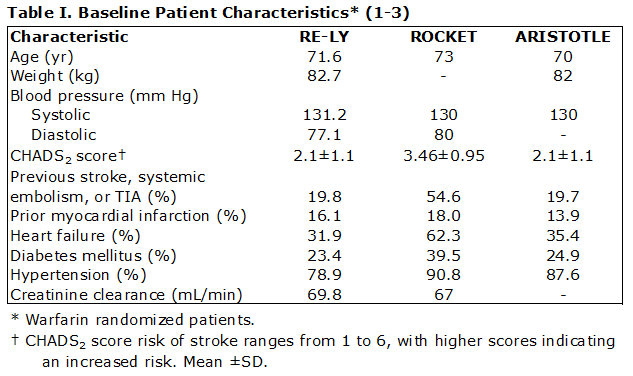 Table I. Baseline Patient Characteristics* (1-3)
Characteristic RE-LY ROCKET ARISTOTLE
Age (yr) 71.6 73 70
Weight (kg) 82.7 - 82
Blood pressure (mm Hg)
Systolic 131.2 130 130
Diastolic 77.1 80 -
CHADS₂ score† 2.1±1.1 3.46±0.95 2.1±1.1
Previous stroke, systemic
embolism, or TIA (%) 19.8 54.6 19.7
Prior myocardial infarction (%) 16.1 18.0 13.9
Heart failure (%) 31.9 62.3 35.4
Diabetes mellitus (%) 23.4 39.5 24.9
Hypertension (%) 78.9 90.8 87.6
Creatinine clearance (mL/min) 69.8 67 -
* Warfarin randomized patients.
† CHADS₂ score risk of stroke ranges from 1 to 6, with higher scores indicating
an increased risk. Mean ±SD.